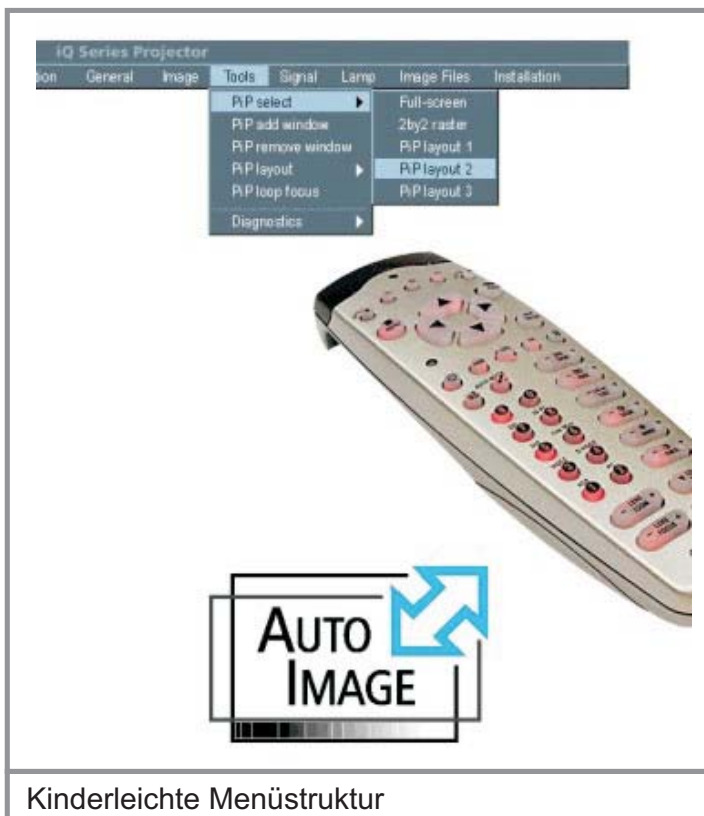 iQ Series Projector
General Image Tools Signal Lamp Image Files Installation
PiP select Full-screen
PiP add window 2by2 raster
PiP remove window PiP layout 1
PiP layout PiP layout 2
PiP loop focus PiP layout 3
Diagnostics
AUTO
IMAGE
Kinderleichte Menüstruktur